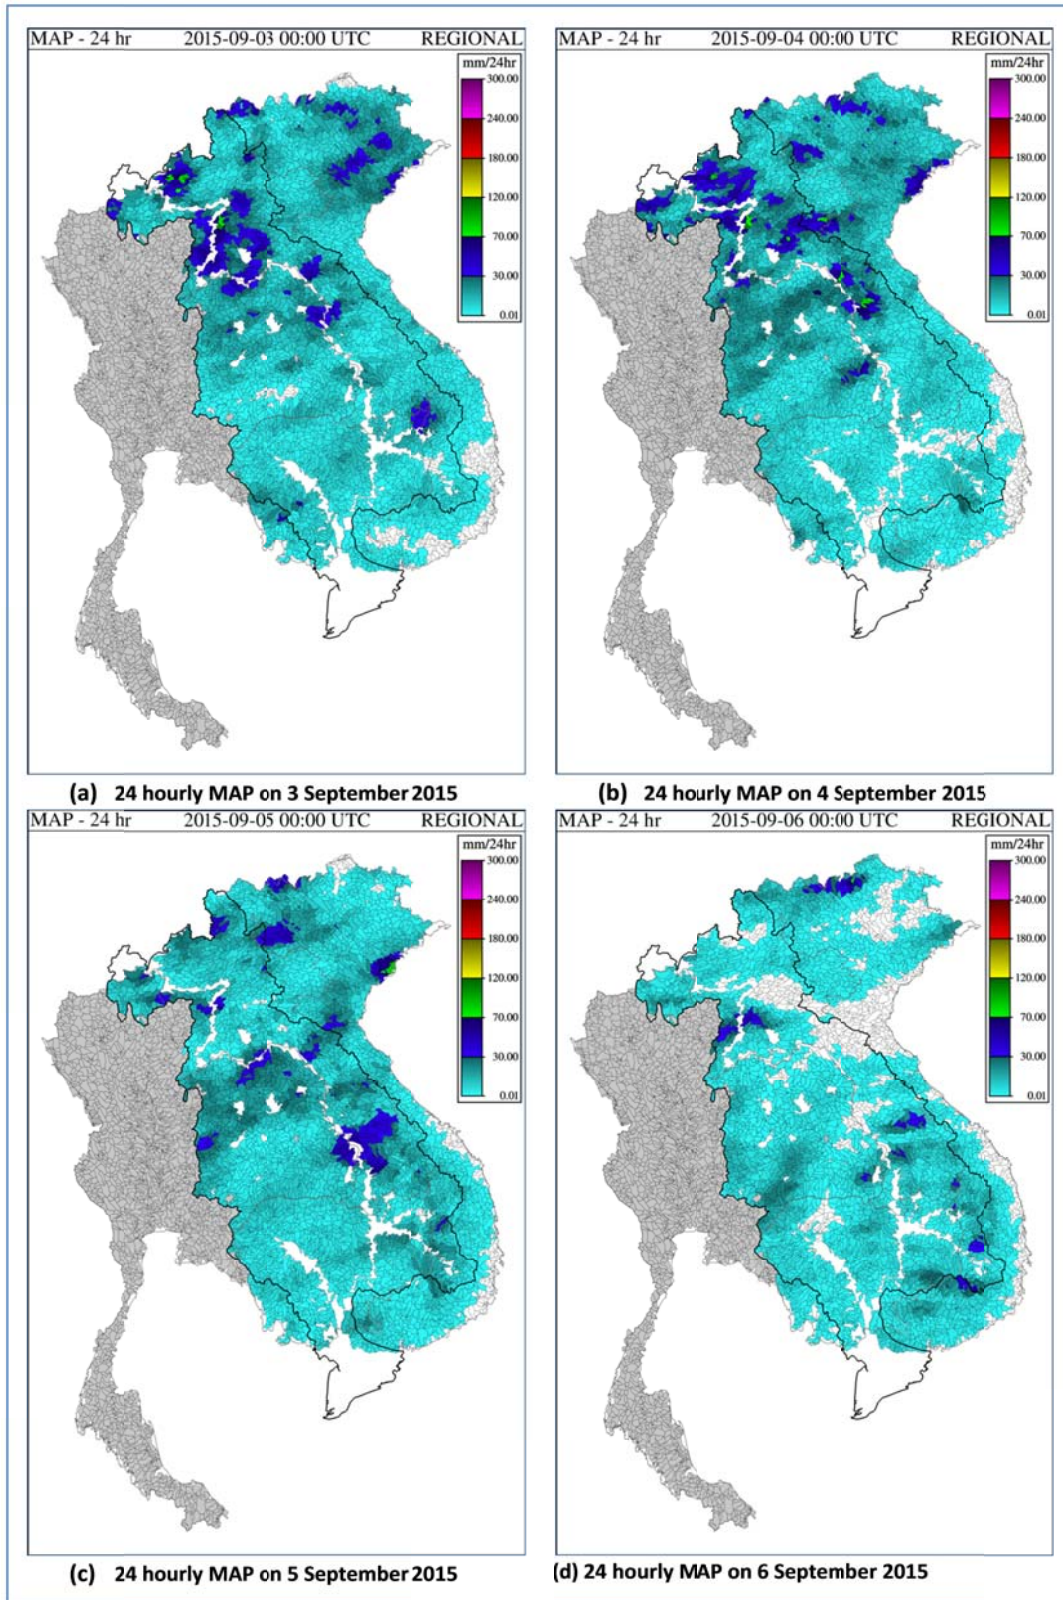 MAP - 24 hr 2015-09-03 00:00 UTC REGIONAL
mm/24hr
300.00
240.00
180.00
120.00
70.00
30.00
0.01
(a) 24 hourly MAP on 3 September 2015
MAP - 24 hr 2015-09-04 00:00 UTC REGIONAL
mm/24hr
300.00
240.00
180.00
120.00
70.00
30.00
0.01
(b) 24 hourly MAP on 4 September 2015
MAP - 24 hr 2015-09-05 00:00 UTC REGIONAL
mm/24hr
300.00
240.00
180.00
120.00
70.00
30.00
0.01
(c) 24 hourly MAP on 5 September 2015
MAP - 24 hr 2015-09-06 00:00 UTC REGIONAL
mm/24hr
300.00
240.00
180.00
120.00
70.00
30.00
0.01
(d) 24 hourly MAP on 6 September 2015